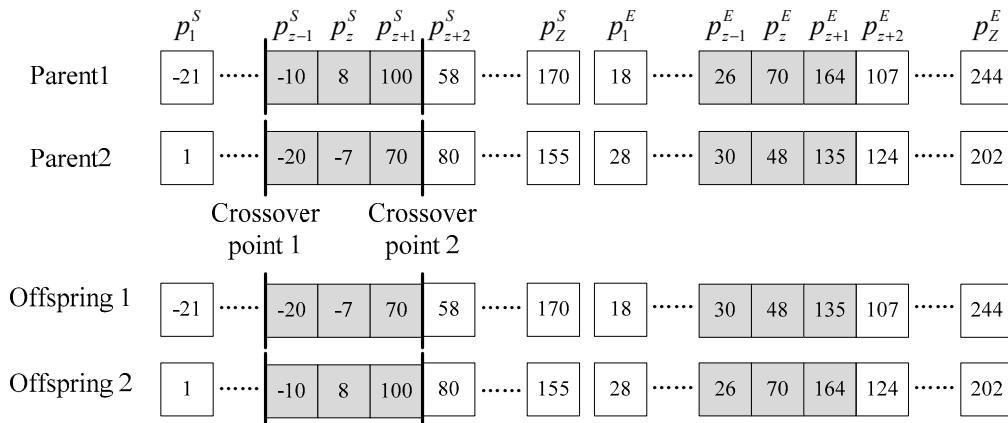 p_1^S p_{z-1}^S p_z^S p_{z+1}^S p_{z+2}^S p_Z^S p_1^E p_{z-1}^E p_z^E p_{z+1}^E p_{z+2}^E p_Z^E
Parent1 -21 ······ -10 8 100 58 ······ 170 18 ······ 26 70 164 107 ······ 244
Parent2 1 ······ -20 -7 70 80 ······ 155 28 ······ 30 48 135 124 ······ 202
Crossover point 1 Crossover point 2
Offspring 1 -21 ······ -20 -7 70 58 ······ 170 18 ······ 30 48 135 107 ······ 244
Offspring 2 1 ······ -10 8 100 80 ······ 155 28 ······ 26 70 164 124 ······ 202